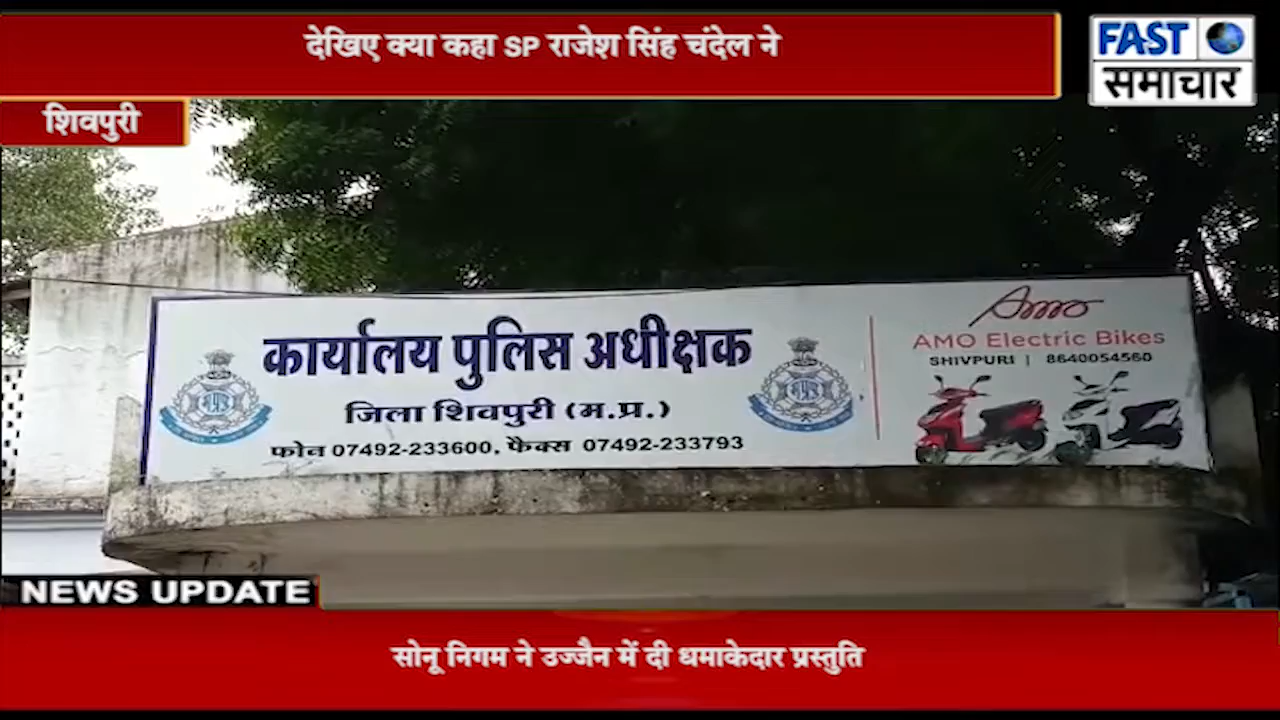 देखिए क्या कहा SP राजेश सिंह चंदेल ने
FAST
समाचार
शिवपुरी
कार्यालय पुलिस अधीक्षक
जिला शिवपुरी (म.प्र.)
फोन 07492-233600, फैक्स 07492-233793
Amo
AMO Electric Bikes
SHIVPURI | 8640054560
NEWS UPDATE
सोनू निगम ने उज्जैन में दी धमाकेदार प्रस्तुति